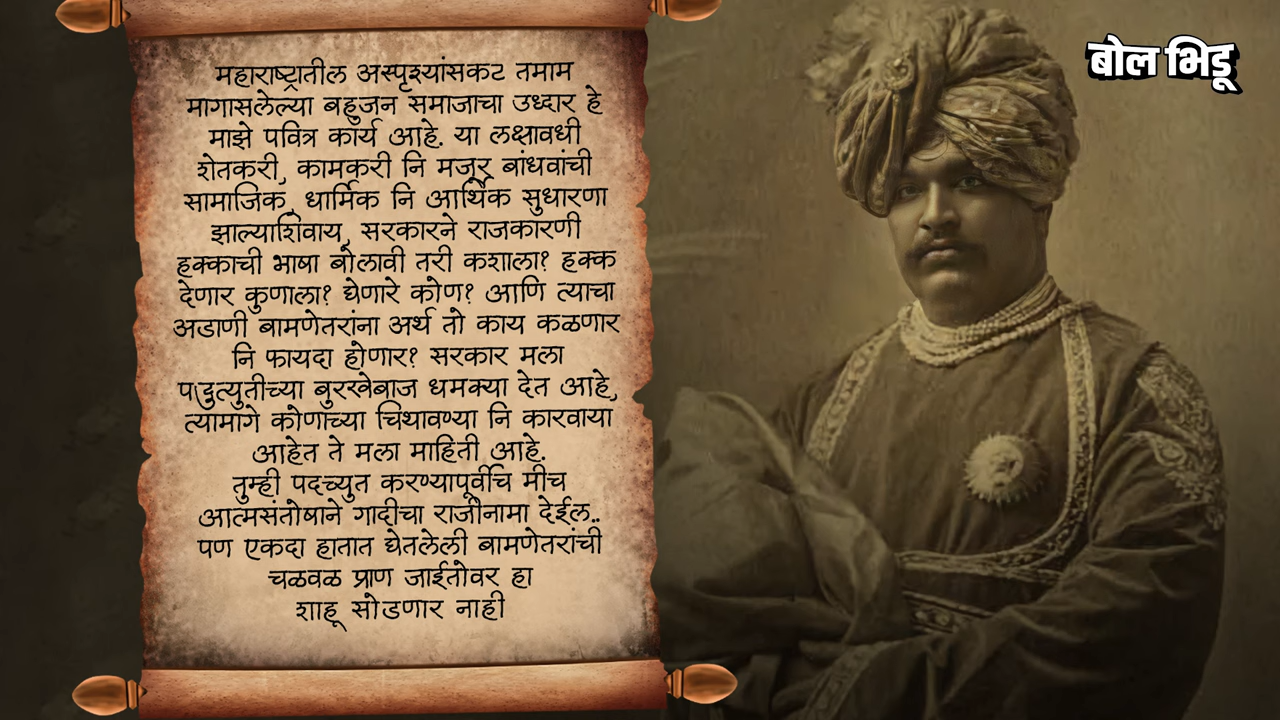 महाराष्ट्रातील अस्पृश्यांसकट तमाम
मागासलेल्या बहुजन समाजाचा उध्दार हे
माझे पवित्र कार्य आहे. या लक्षावधी
शेतकरी, कामकरी नि मजूर बांधवांची
सामाजिक, धार्मिक नि आर्थिक सुधारणा
झाल्याशिवाय, सरकारने राजकारणी
हक्काची भाषा बोलावी तरी कशाला? हक्क
देणार कुणाला? घेणारे कोण? आणि त्याचा
अडाणी बामणेतरांना अर्थ तो काय कळणार
नि फायदा होणार? सरकार मला
बुरखेबाज धमक्या देत आहे,
त्यामागे कोणाच्या चिथावण्या नि कारवाया
आहेत ते मला माहिती आहे.
तुम्ही पदच्युत करण्यापूर्वीच मीच
आत्मसंतोषाने गादीचा राजीनामा देईल..
पण एकदा हातात घेतलेली बामणेतरांची
चळवळ प्राण जाईतोवर हा
शाहू सोडणार नाही
बोल भिडू